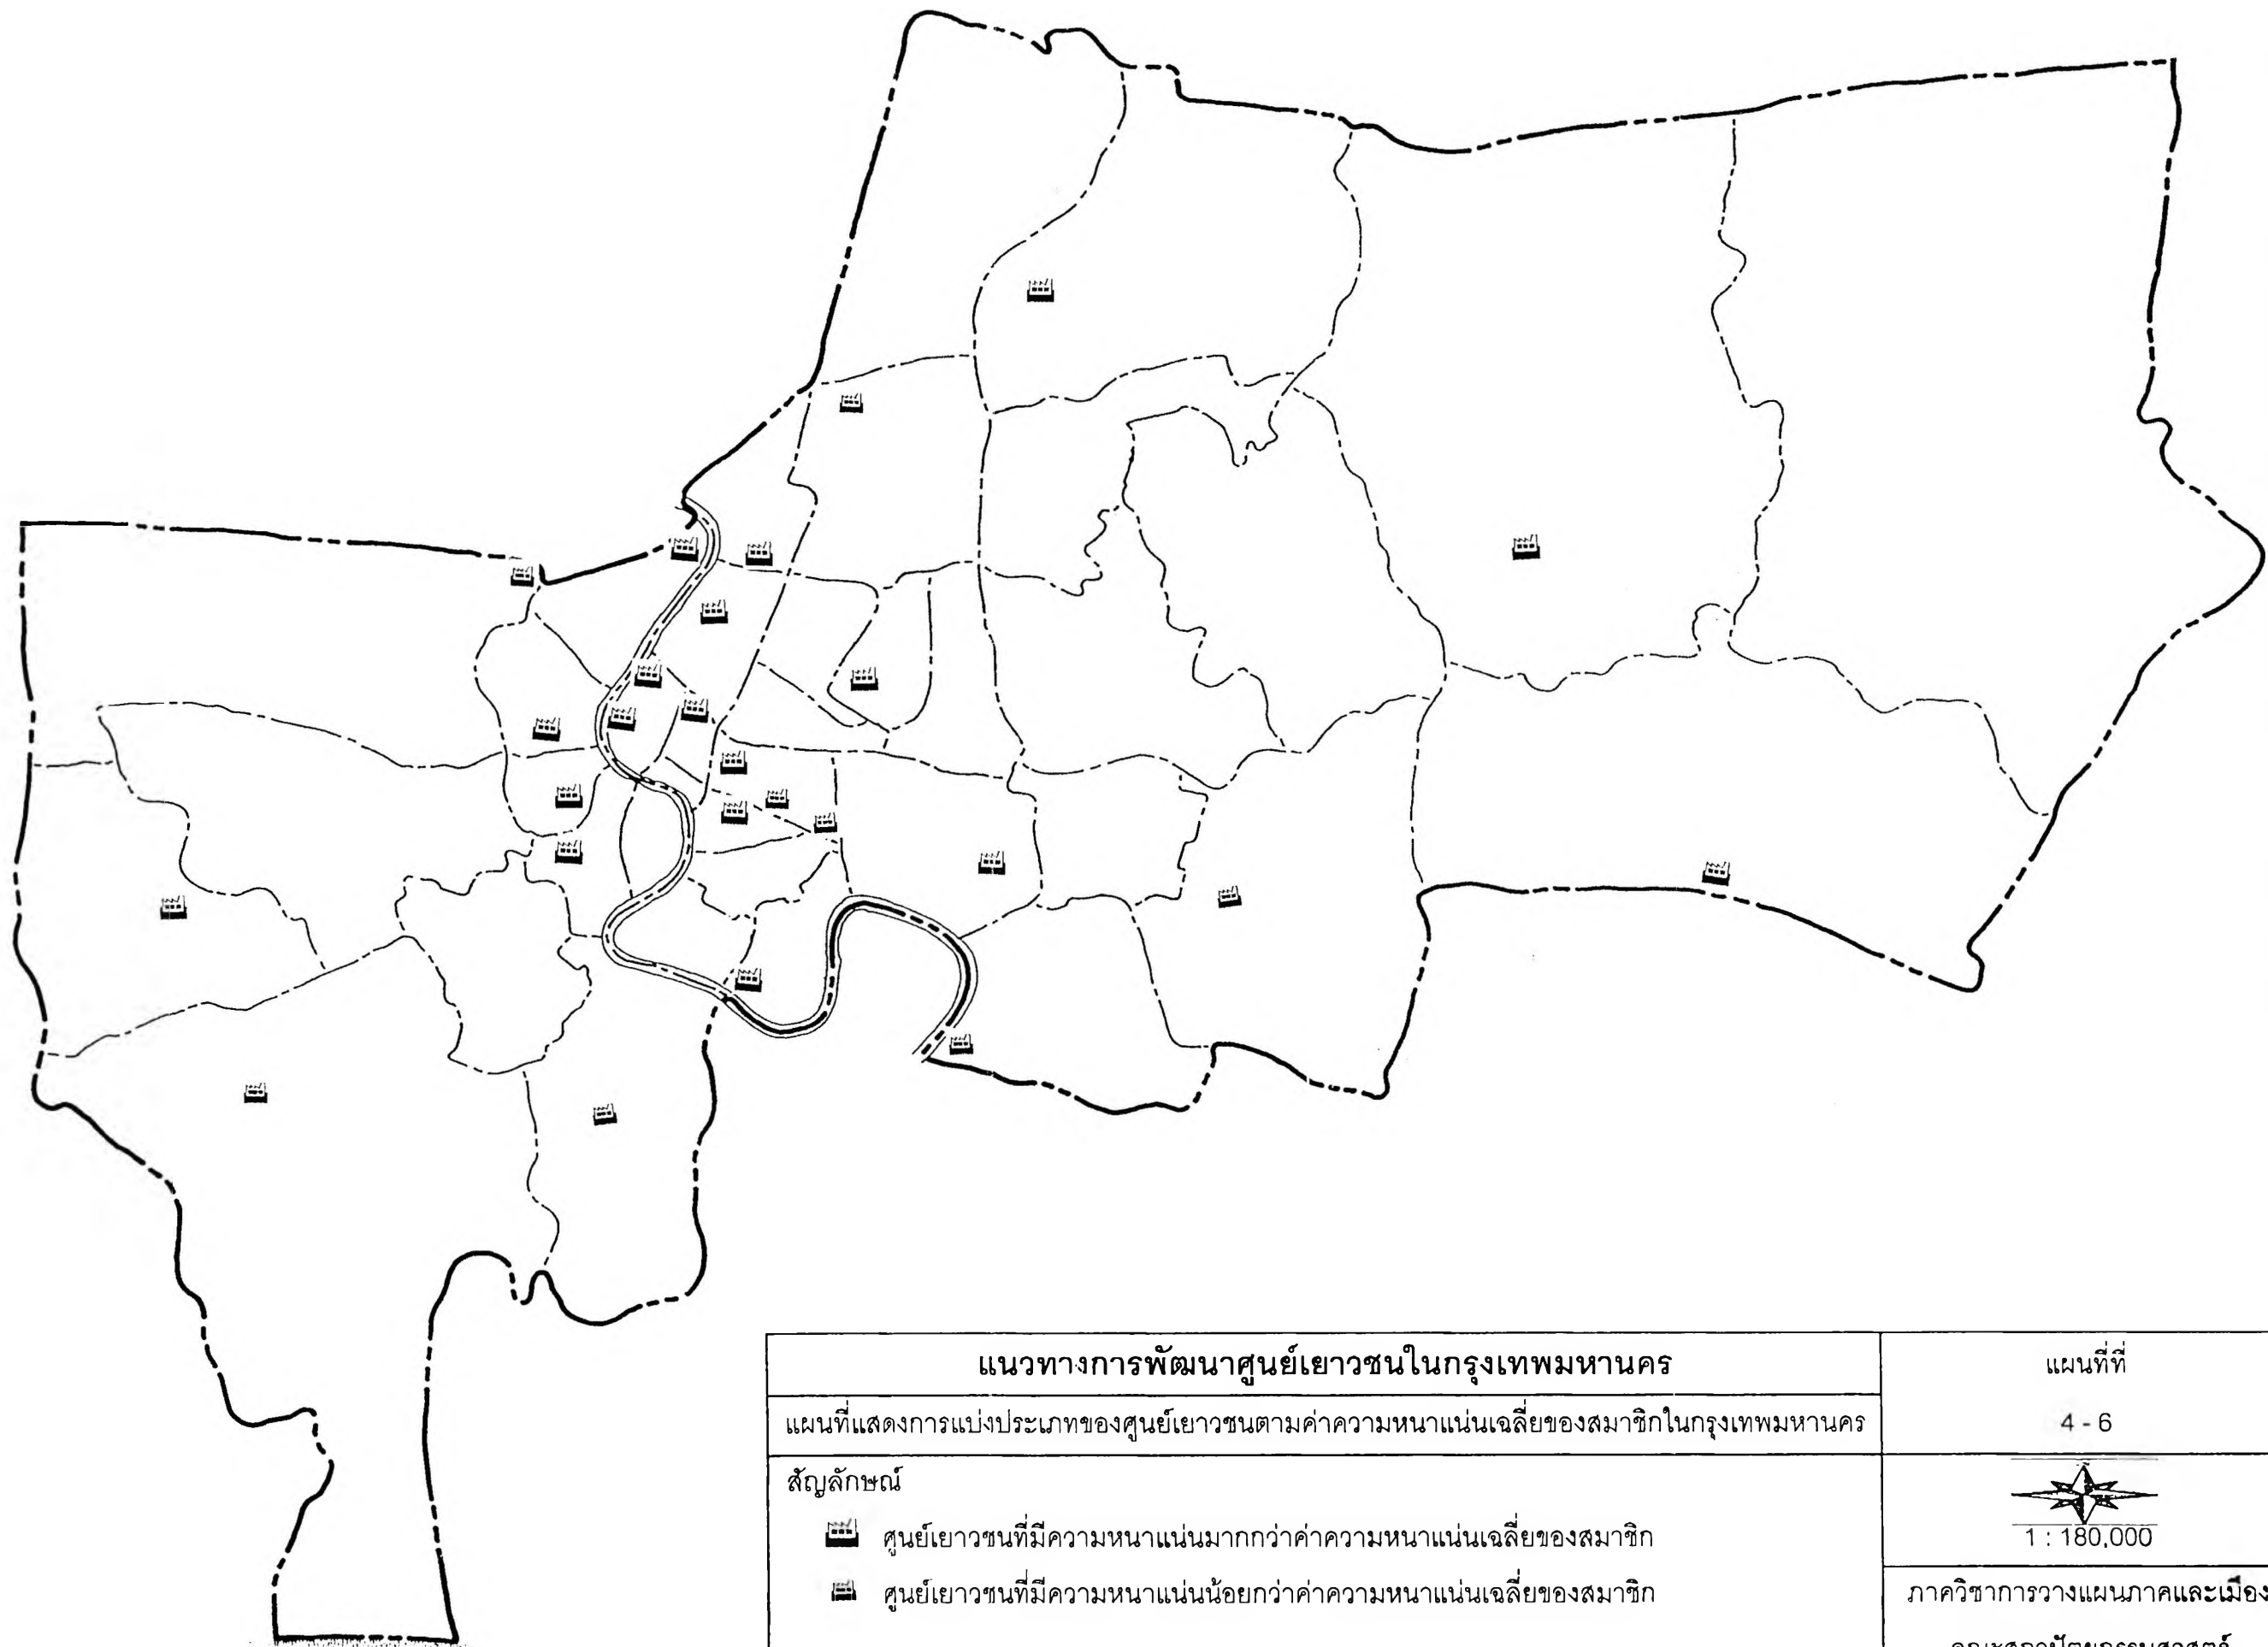 แนวทางการพัฒนาศูนย์เยาวชนในกรุงเทพมหานคร
แผนที่ที่
แผนที่แสดงการแบ่งประเภทของศูนย์เยาวชนตามค่าความหนาแน่นเฉลี่ยของสมาชิกในกรุงเทพมหานคร
4 - 6
สัญลักษณ์
ศูนย์เยาวชนที่มีความหนาแน่นมากกว่าค่าความหนาแน่นเฉลี่ยของสมาชิก
1 : 180,000
ศูนย์เยาวชนที่มีความหนาแน่นน้อยกว่าค่าความหนาแน่นเฉลี่ยของสมาชิก
ภาควิชาการวางแผนภาคและเมือง